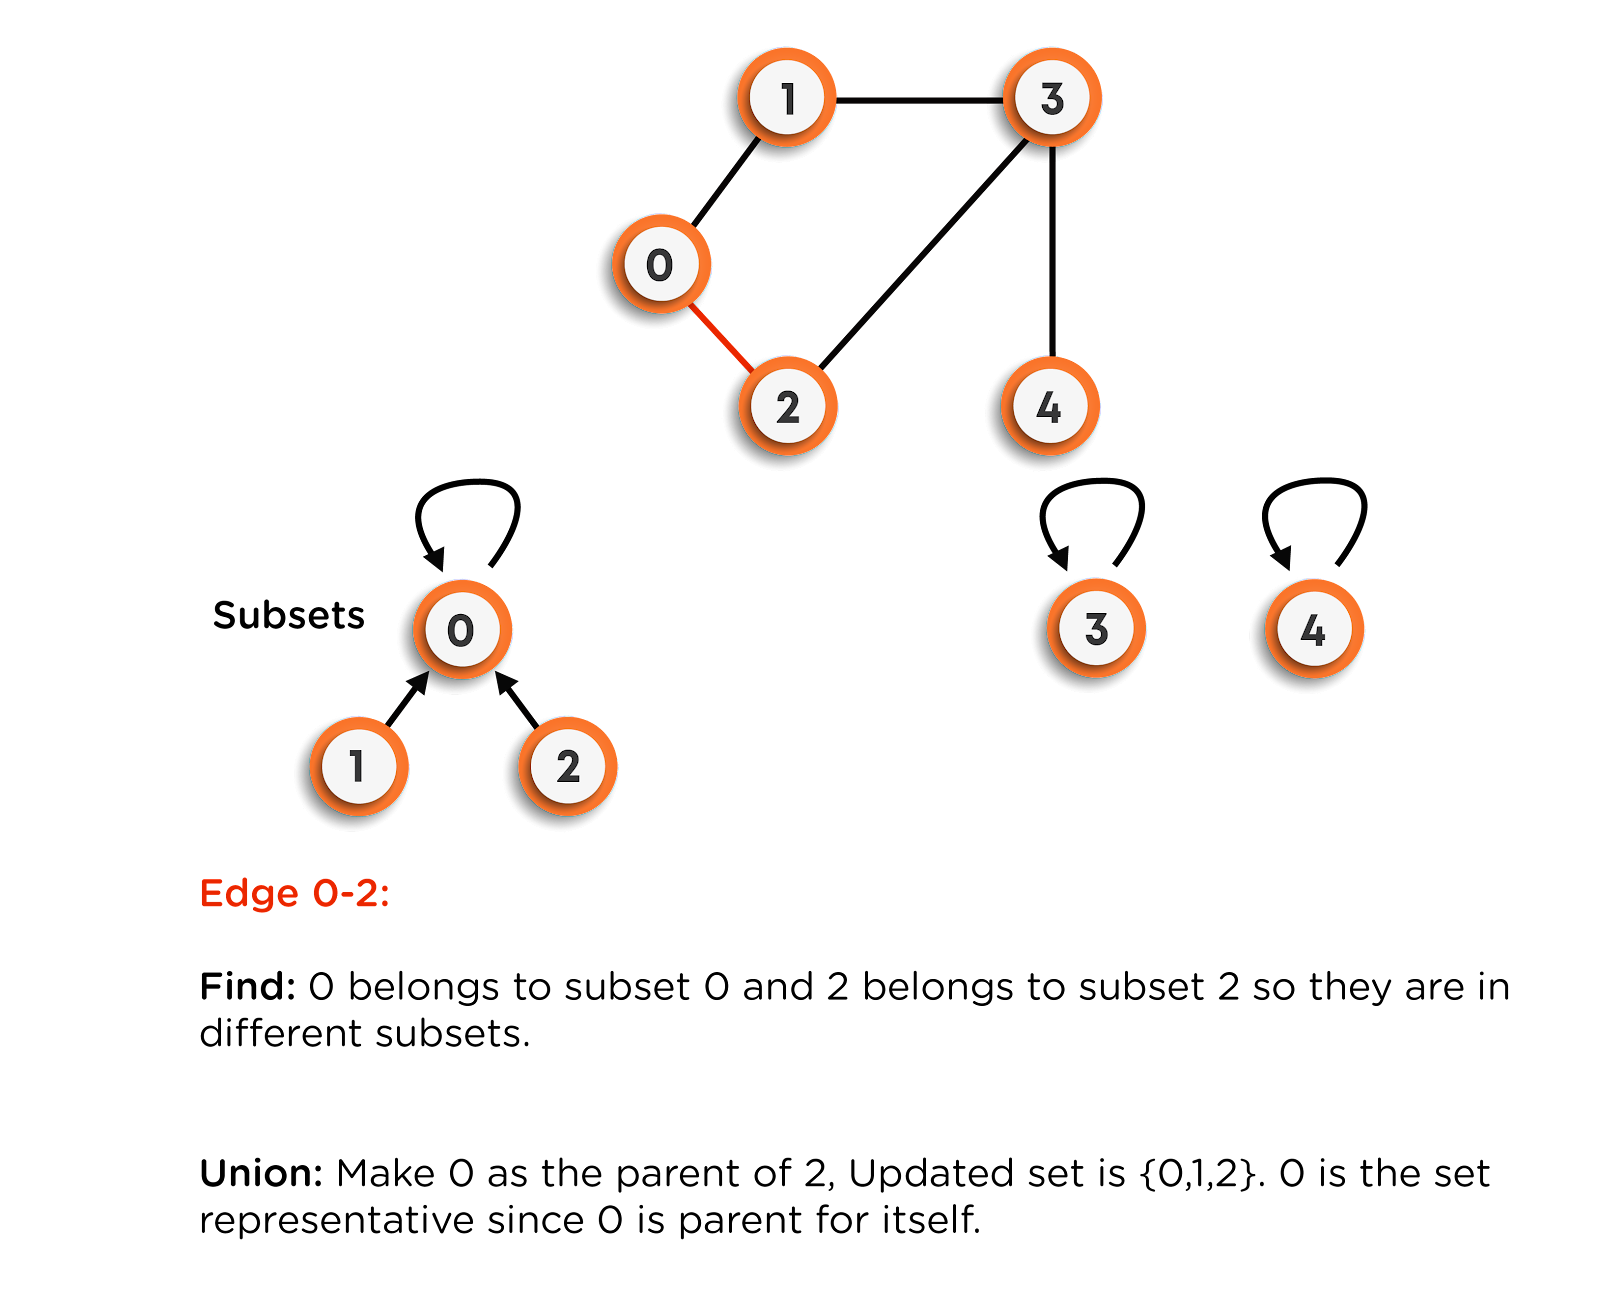 1 3
0
2 4
Subsets 0 3 4
1 2
Edge 0-2:
Find: 0 belongs to subset 0 and 2 belongs to subset 2 so they are in
different subsets.
Union: Make 0 as the parent of 2, Updated set is {0,1,2}. 0 is the set
representative since 0 is parent for itself.